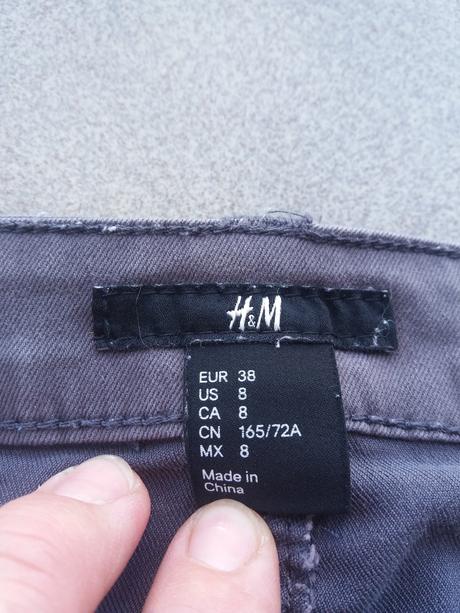 H&M
EUR 38
US 8
CA 8
CN 165/72A
MX 8
Made in
China